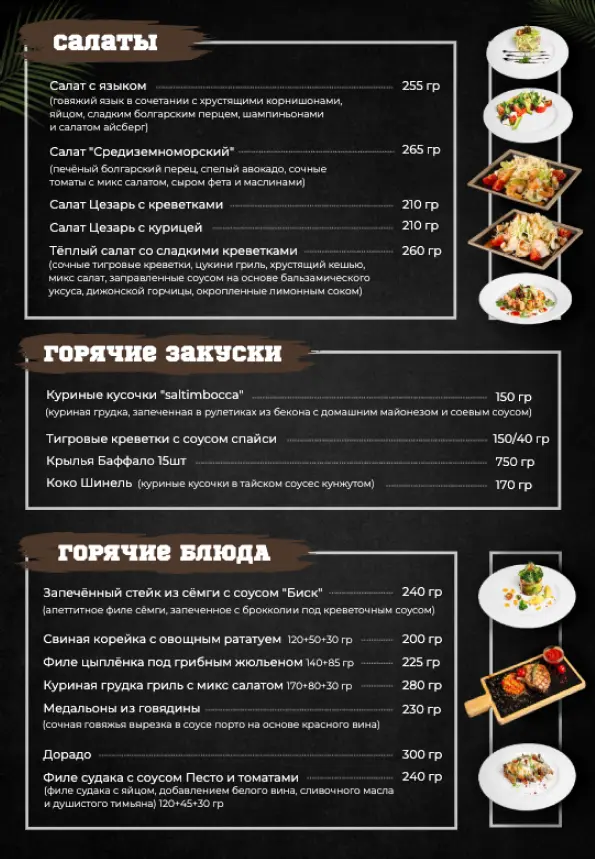 Салаты
Салат с языком 255 гр
(говяжий язык в сочетании с хрустящими корнишонами,
яйцом, сладким болгарским перцем, шампиньонами
и салатом айсберг)
Салат "Средиземноморский" 265 гр
(печёный болгарский перец, спелый авокадо, сочные
томаты с микс салатом, сыром фета и маслинами)
Салат Цезарь с креветками 210 гр
Салат Цезарь с курицей 210 гр
Тёплый салат со сладкими креветками 260 гр
(сочные тигровые креветки, цукини гриль, хрустящий кешью,
микс салат, заправленные соусом на основе бальзамического
уксуса, дижонской горчицы, окропленные лимонным соком)
Горячие закуски
Куриные кусочки "saltimbocca" 150 гр
(куриная грудка, запеченная в рулетиках из бекона с домашним майонезом и соевым соусом)
Тигровые креветки с соусом спайси 150/40 гр
Крылья Баффало 15шт 750 гр
Коко Шинель (куриные кусочки в тайском соусес кунжутом) 170 гр
Горячие блюда
Запечённый стейк из сёмги с соусом "Биск" 240 гр
(апеттитное филе сёмги, запеченное с брокколи под креветочным соусом)
Свиная корейка с овощным рататуем 120+50+30 гр 200 гр
Филе цыплёнка под грибным жюльеном 140+85 гр 225 гр
Куриная грудка гриль с микс салатом 170+80+30 гр 280 гр
Медальоны из говядины 230 гр
(сочная говяжья вырезка в соусе порто на основе красного вина)
Дорадо 300 гр
Филе судака с соусом Песто и томатами 240 гр
(филе судака с яйцом, добавлением белого вина, сливочного масла
и душистого тимьяна) 120+45+30 гр